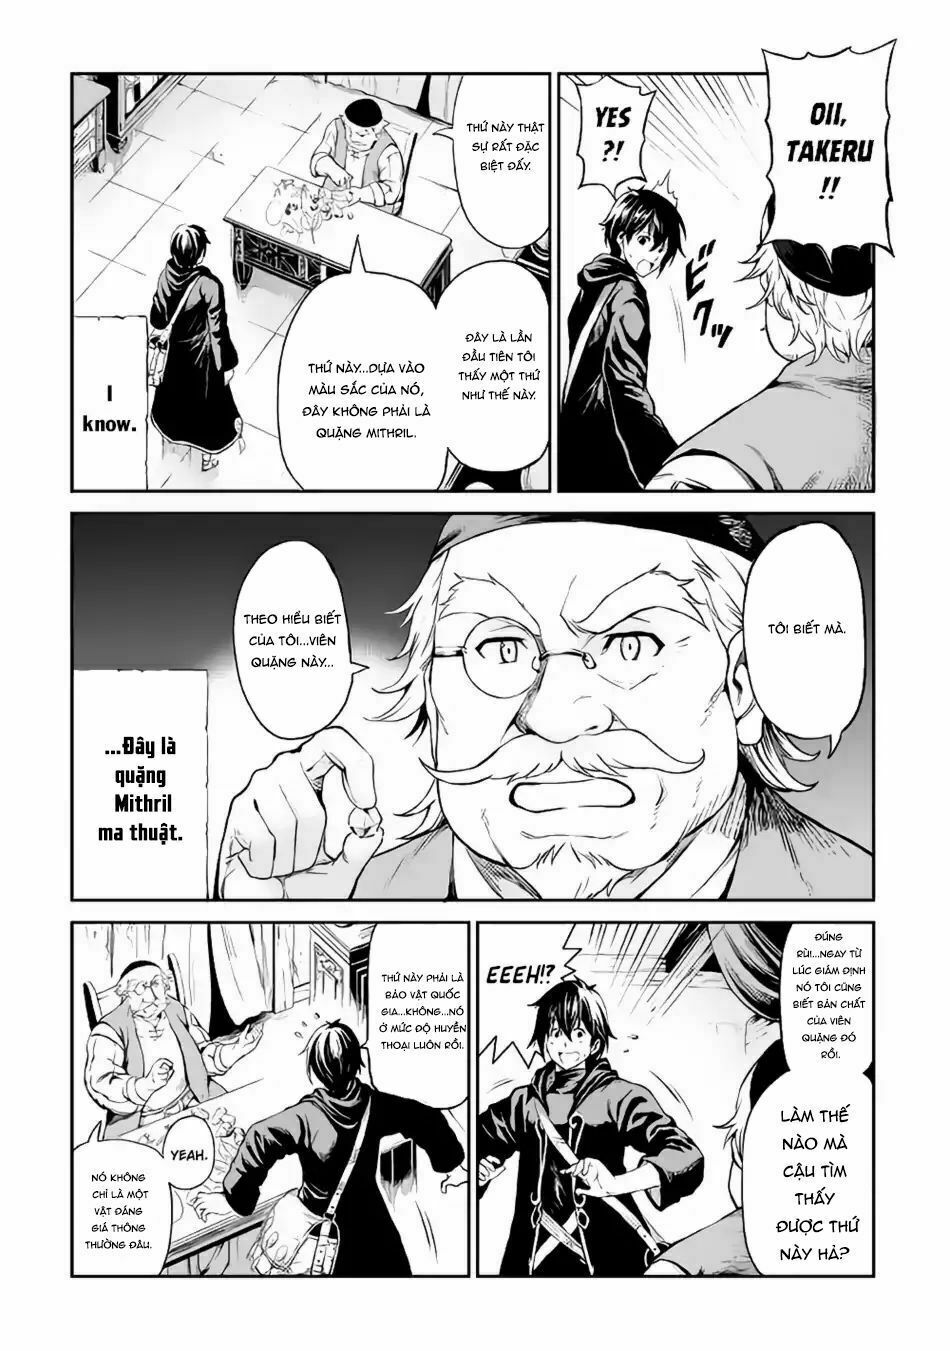 OII,
TAKERU
!!
YES
?!
ビクッ
THỨ NÀY THẬT
SỰ RẤT ĐẶC
BIỆT ĐẤY.
ĐÂY LÀ LẦN
ĐẦU TIÊN TÔI
THẤY MỘT THỨ
NHƯ THẾ NÀY.
THỨ NÀY...DỰA VÀO
MÀU SẮC CỦA NÓ,
ĐÂY KHÔNG PHẢI LÀ
QUẶNG MITHRIL.
I
know.
TÔI BIẾT MÀ.
THEO HIỂU BIẾT
CỦA TÔI...VIÊN
QUẶNG NÀY...
...Đây là
quặng
Mithril
ma thuật.
ĐÚNG
RÙI...NGAY TỪ
LÚC GIÁM ĐỊNH
NÓ TÔI CŨNG
BIẾT BẢN CHẤT
CỦA VIÊN
QUẶNG ĐÓ
RỒI.
EEEH!?
LÀM THẾ
NÀO MÀ
CẬU TÌM
THẤY
ĐƯỢC THỨ
NÀY HẢ?
THỨ NÀY PHẢI LÀ
BẢO VẬT QUỐC
GIA...KHÔNG...NÓ
Ở MỨC ĐỘ HUYỀN
THOẠI LUÔN RỒI.
YEAH.
NÓ KHÔNG
CHỈ LÀ MỘT
VẬT ĐÁNG
GIÁ THÔNG
THƯỜNG ĐÂU.